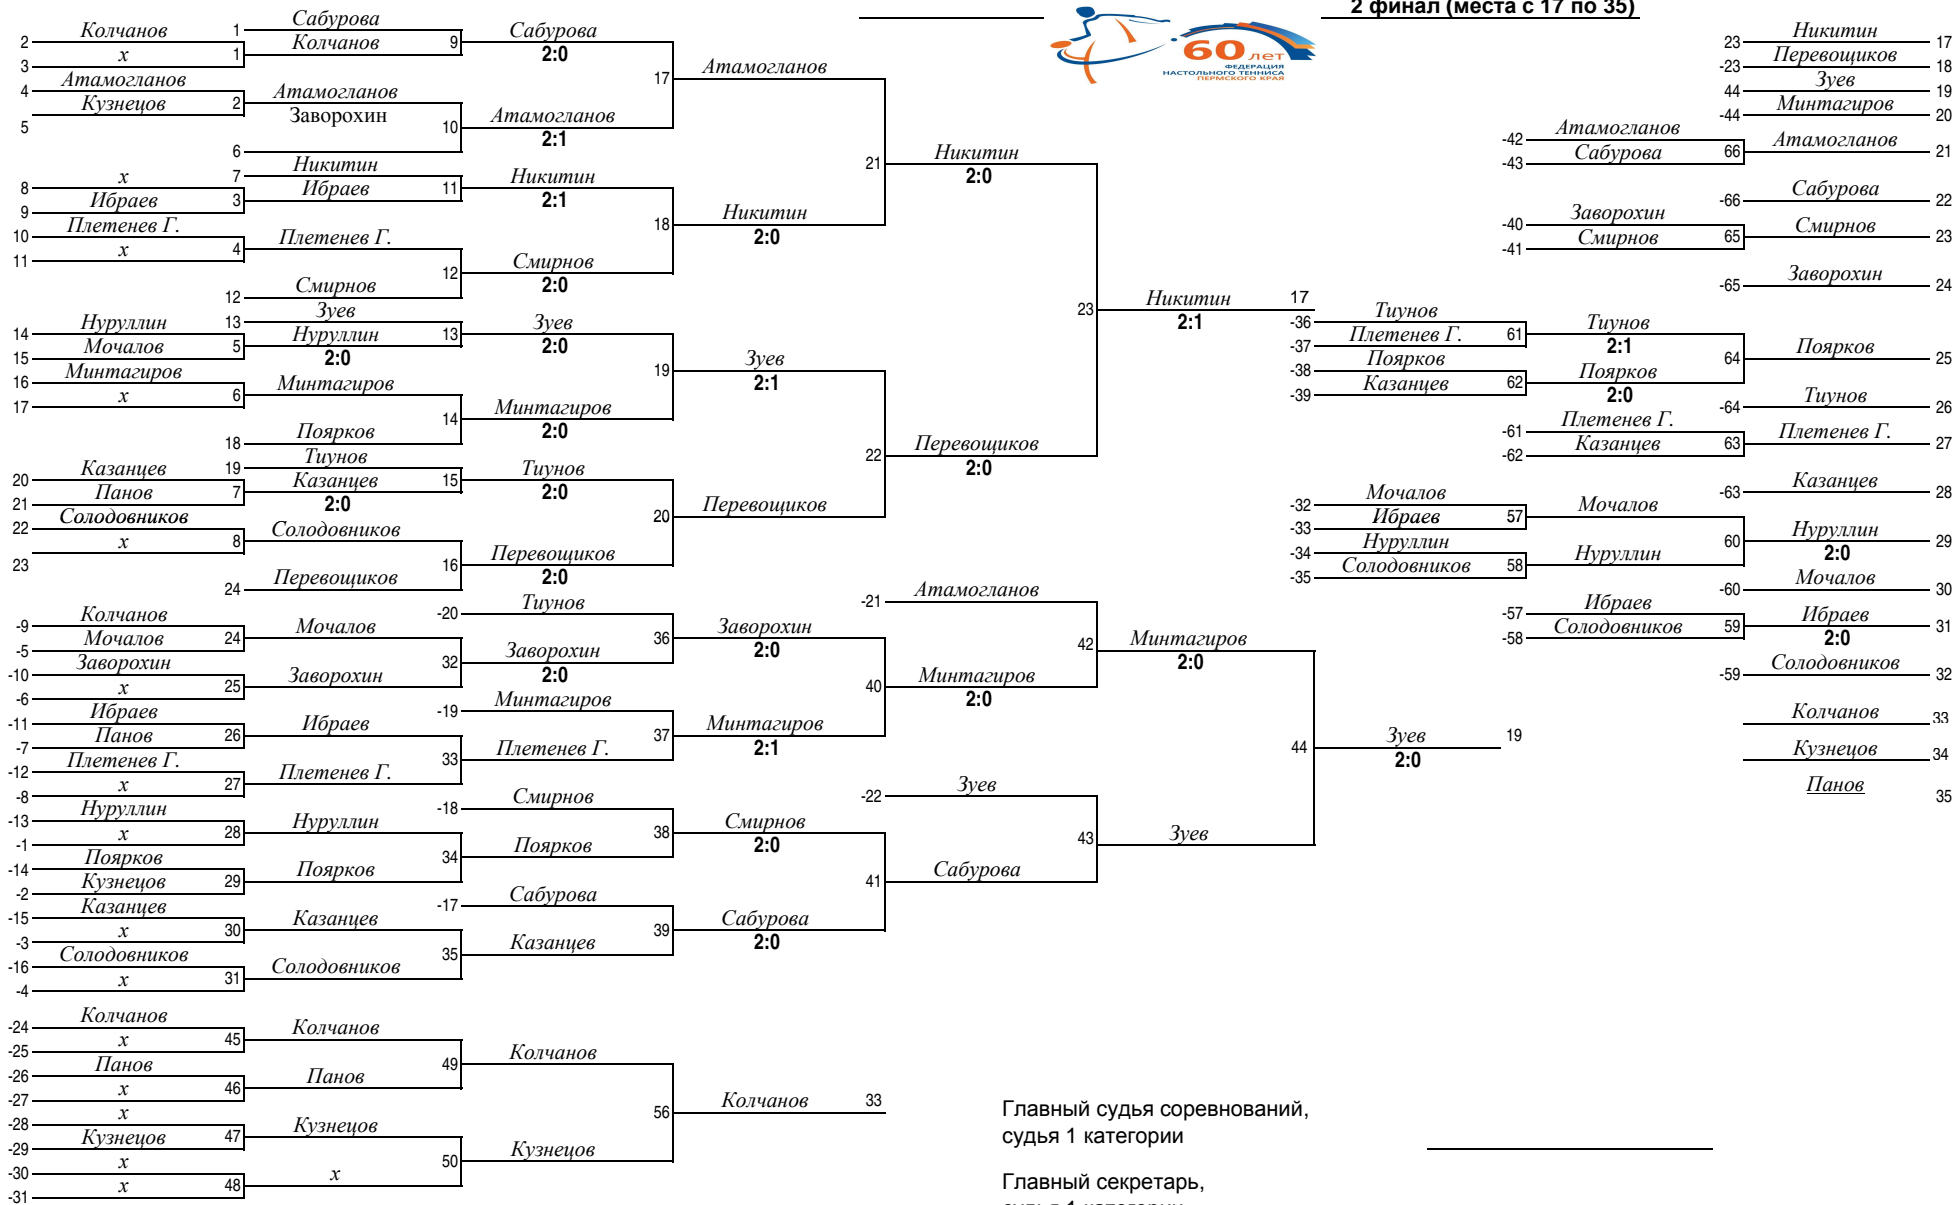 2 финал (места с 17 по 35)
60 лет
ФЕДЕРАЦИЯ
НАСТОЛЬНОГО ТЕННИСА
ПЕРМСКОГО КРАЯ
2 Колчанов 1 Сабурова
3 х 1 Колчанов 9 Сабурова
2:0
4 Атамогланов
5 Кузнецов 2 Атамогланов
6 Заворохин 10 Атамогланов
2:1
17 Атамогланов
7 Никитин
8 х
9 Ибраев 3 Ибраев 11 Никитин
2:1
10 Плетенев Г.
11 х 4 Плетенев Г.
12 Смирнов 12 Смирнов
2:0
18 Никитин
2:0
21 Никитин
2:0
13 Зуев
14 Нуруллин
15 Мочалов 5 Нуруллин 13 Зуев
2:0
2:0
16 Минтагиров
17 х 6 Минтагиров
18 Поярков 14 Минтагиров
2:0
19 Зуев
2:1
19 Тиунов
20 Казанцев
21 Панов 7 Казанцев 15 Тиунов
2:0
2:0
22 Солодовников
23 х 8 Солодовников
24 Перевощиков 16 Перевощиков
2:0
20 Перевощиков
22 Перевощиков
2:0
23 Никитин 17
2:1
-9 Колчанов
-5 Мочалов 24 Мочалов
-10 Заворохин
-6 х 25 Заворохин
32 Заворохин
2:0
-20 Тиунов
36 Заворохин
2:0
-11 Ибраев
-7 Панов 26 Ибраев
-12 Плетенев Г.
-8 х 27 Плетенев Г.
33 Плетенев Г.
-19 Минтагиров
37 Минтагиров
2:1
40 Минтагиров
2:0
-21 Атамогланов
42 Минтагиров
2:0
-13 Нуруллин
-1 х 28 Нуруллин
-14 Поярков
-2 Кузнецов 29 Поярков
34 Поярков
-18 Смирнов
38 Смирнов
2:0
-15 Казанцев
-3 х 30 Казанцев
-16 Солодовников
-4 х 31 Солодовников
35 Казанцев
-17 Сабурова
39 Сабурова
2:0
41 Сабурова
-22 Зуев
43 Зуев
44 Зуев 19
2:0
-24 Колчанов
-25 х 45 Колчанов
-26 Панов
-27 х 46 Панов
49 Колчанов
-28 х
-29 Кузнецов 47 Кузнецов
-30 х
-31 х 48 х
50 Кузнецов
56 Колчанов 33
-36 Тиунов
-37 Плетенев Г. 61 Тиунов
2:1
-38 Поярков
-39 Казанцев 62 Поярков
2:0
64 Поярков 25
-64 Тиунов 26
-61 Плетенев Г.
-62 Казанцев 63 Плетенев Г. 27
-63 Казанцев 28
-32 Мочалов
-33 Ибраев 57 Мочалов
-34 Нуруллин
-35 Солодовников 58 Нуруллин
60 Нуруллин 29
2:0
-60 Мочалов 30
-57 Ибраев
-58 Солодовников 59 Ибраев 31
2:0
-59 Солодовников 32
23 Никитин 17
-23 Перевощиков 18
44 Зуев 19
-44 Минтагиров 20
-42 Атамогланов
-43 Сабурова 66 Атамогланов 21
-66 Сабурова 22
-40 Заворохин
-41 Смирнов 65 Смирнов 23
-65 Заворохин 24
Колчанов 33
Кузнецов 34
Панов 35
Главный судья соревнований,
судья 1 категории
Главный секретарь,
судья 1 категории